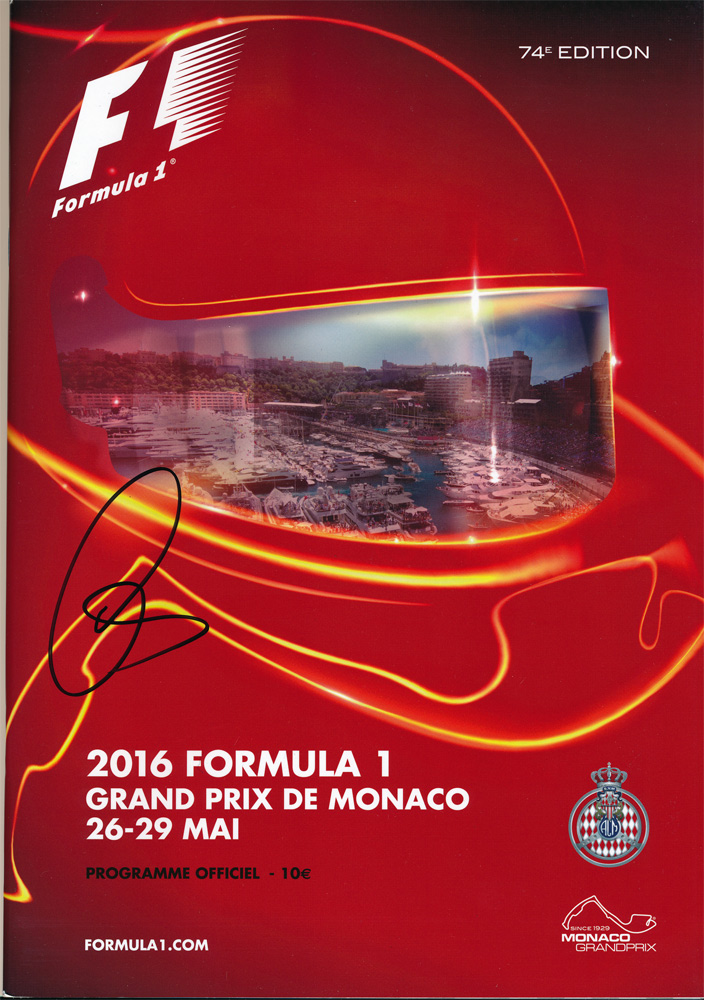 74E EDITION
F1
Formula 1®
2016 FORMULA 1
GRAND PRIX DE MONACO
26-29 MAI
PROGRAMME OFFICIEL - 10€
FORMULA1.COM
ACM
SINCE 1929
MONACO
GRANDPRIX